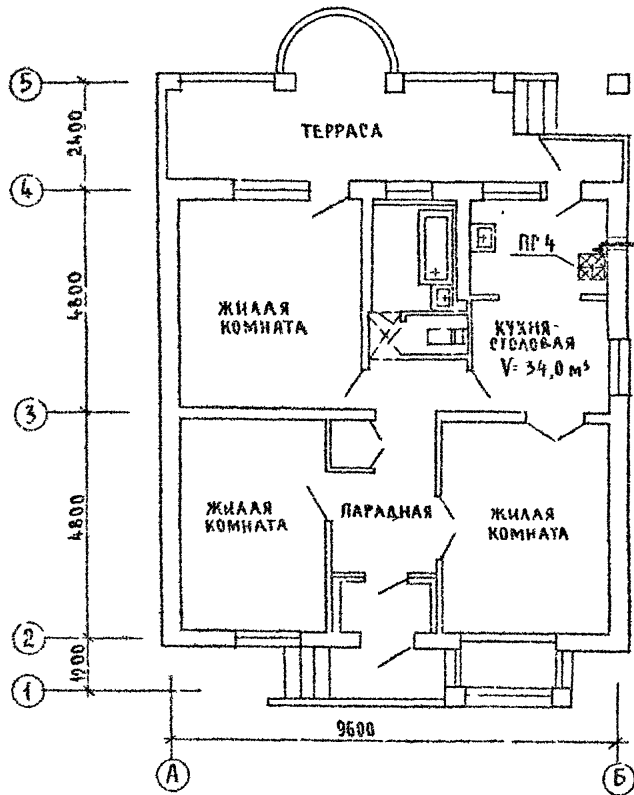 5
2400
ТЕРРАСА
4
ПГ 4
4800
ЖИЛАЯ
КОМНАТА
КУХНЯ-
СТОЛОВАЯ
V= 34,0 м³
3
4800
ЖИЛАЯ
КОМНАТА
ПАРАДНАЯ
ЖИЛАЯ
КОМНАТА
2
1000
1
9600
А
Б